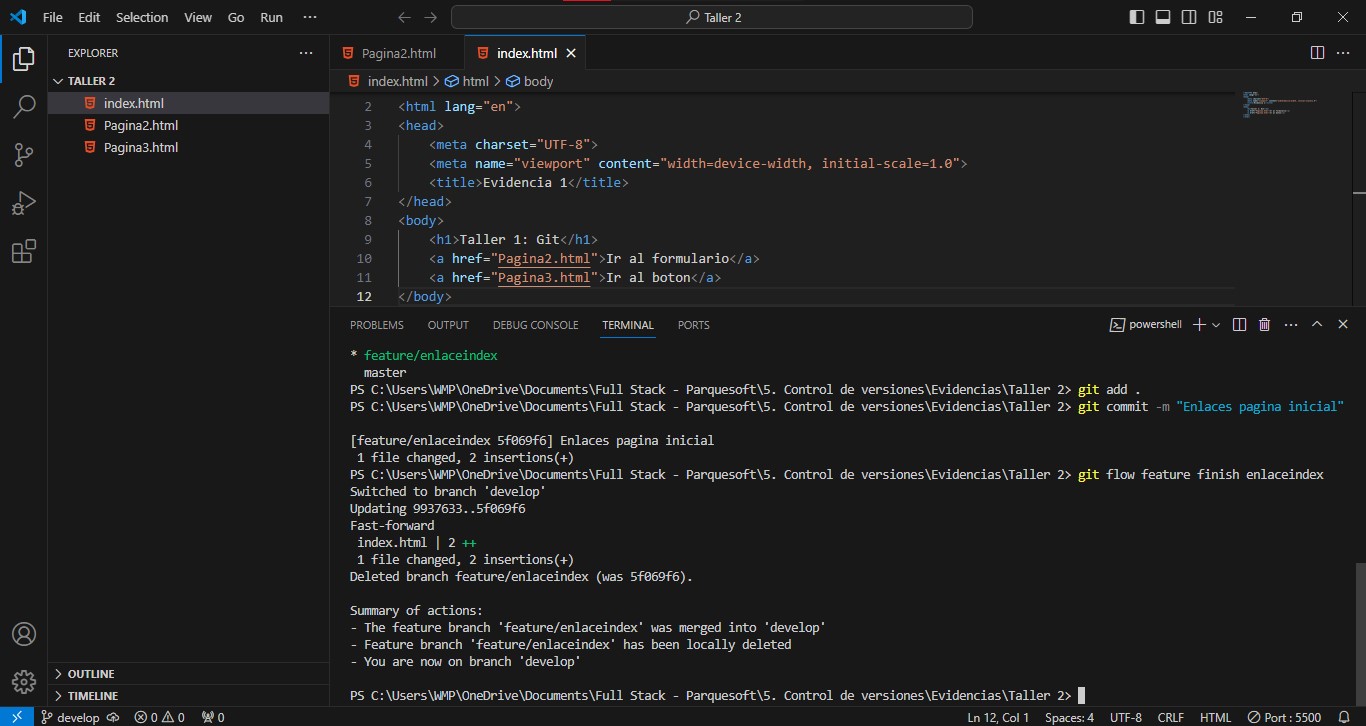 File Edit Selection View Go Run ···
Taller 2
EXPLORER
TALLER 2
index.html
Pagina2.html
Pagina3.html
OUTLINE
TIMELINE
Pagina2.html index.html
index.html > html > body
2 <html lang="en">
3 <head>
4 <meta charset="UTF-8">
5 <meta name="viewport" content="width=device-width, initial-scale=1.0">
6 <title>Evidencia 1</title>
7 </head>
8 <body>
9 <h1>Taller 1: Git</h1>
10 <a href="Pagina2.html">Ir al formulario</a>
11 <a href="Pagina3.html">Ir al boton</a>
12 </body>
PROBLEMS OUTPUT DEBUG CONSOLE TERMINAL PORTS
powershell
* feature/enlaceindex
master
PS C:\Users\WMP\OneDrive\Documents\Full Stack - Parquesoft\5. Control de versiones\Evidencias\Taller 2> git add .
PS C:\Users\WMP\OneDrive\Documents\Full Stack - Parquesoft\5. Control de versiones\Evidencias\Taller 2> git commit -m "Enlaces pagina inicial"
[feature/enlaceindex 5f069f6] Enlaces pagina inicial
1 file changed, 2 insertions(+)
PS C:\Users\WMP\OneDrive\Documents\Full Stack - Parquesoft\5. Control de versiones\Evidencias\Taller 2> git flow feature finish enlaceindex
Switched to branch 'develop'
Updating 9937633..5f069f6
Fast-forward
index.html | 2 ++
1 file changed, 2 insertions(+)
Deleted branch feature/enlaceindex (was 5f069f6).
Summary of actions:
- The feature branch 'feature/enlaceindex' was merged into 'develop'
- Feature branch 'feature/enlaceindex' has been locally deleted
- You are now on branch 'develop'
PS C:\Users\WMP\OneDrive\Documents\Full Stack - Parquesoft\5. Control de versiones\Evidencias\Taller 2>
develop 0 0 0 Ln 12, Col 1 Spaces: 4 UTF-8 CRLF HTML Port : 5500